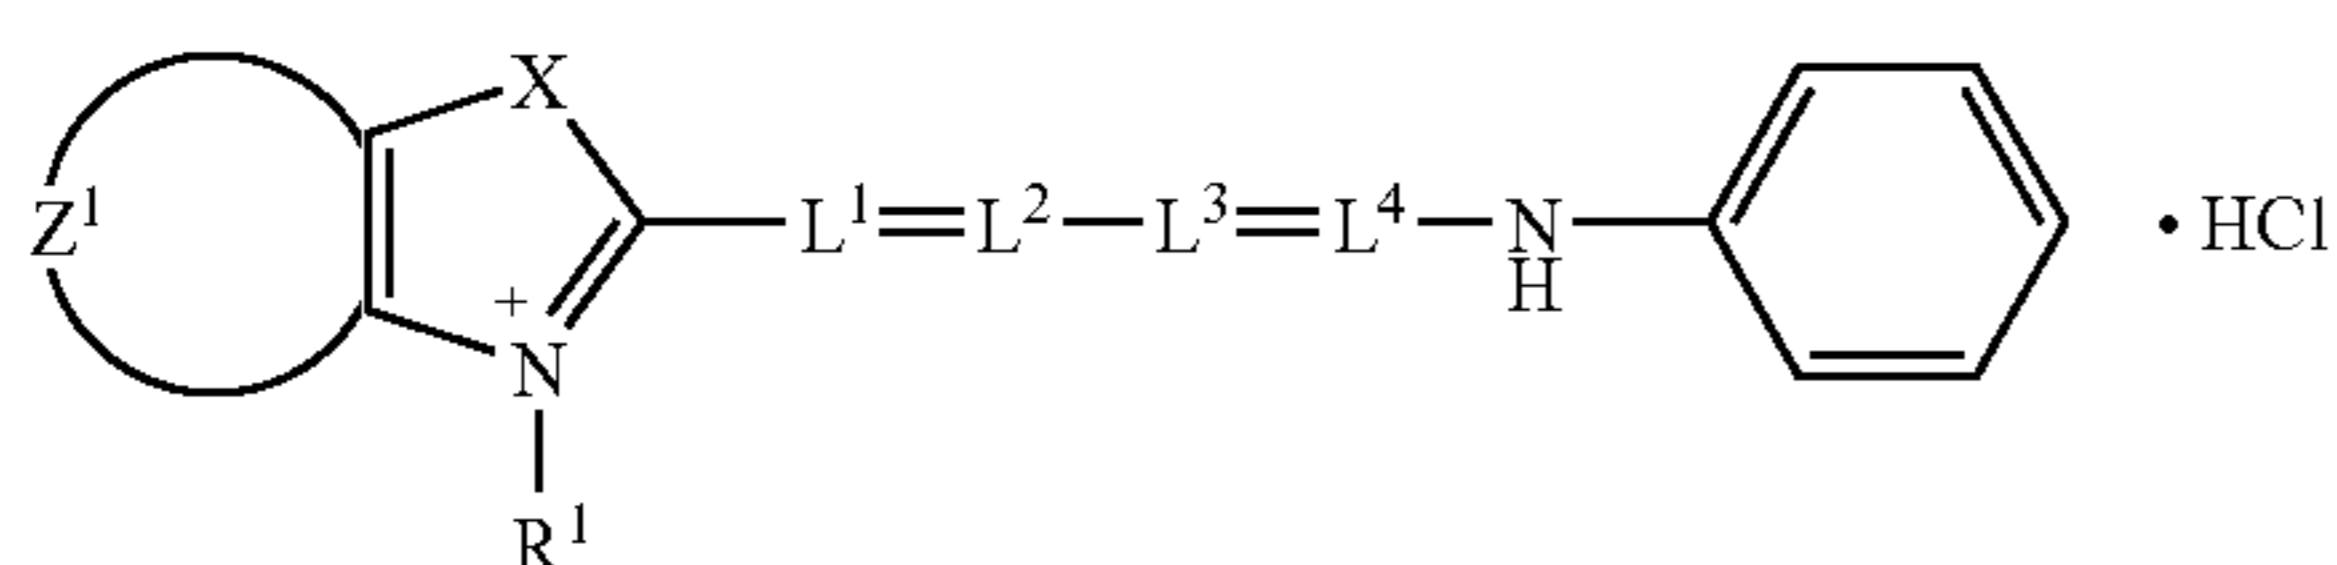 X
Z¹ L¹=L²—L³=L⁴—N • HCl
H
+
N
R¹